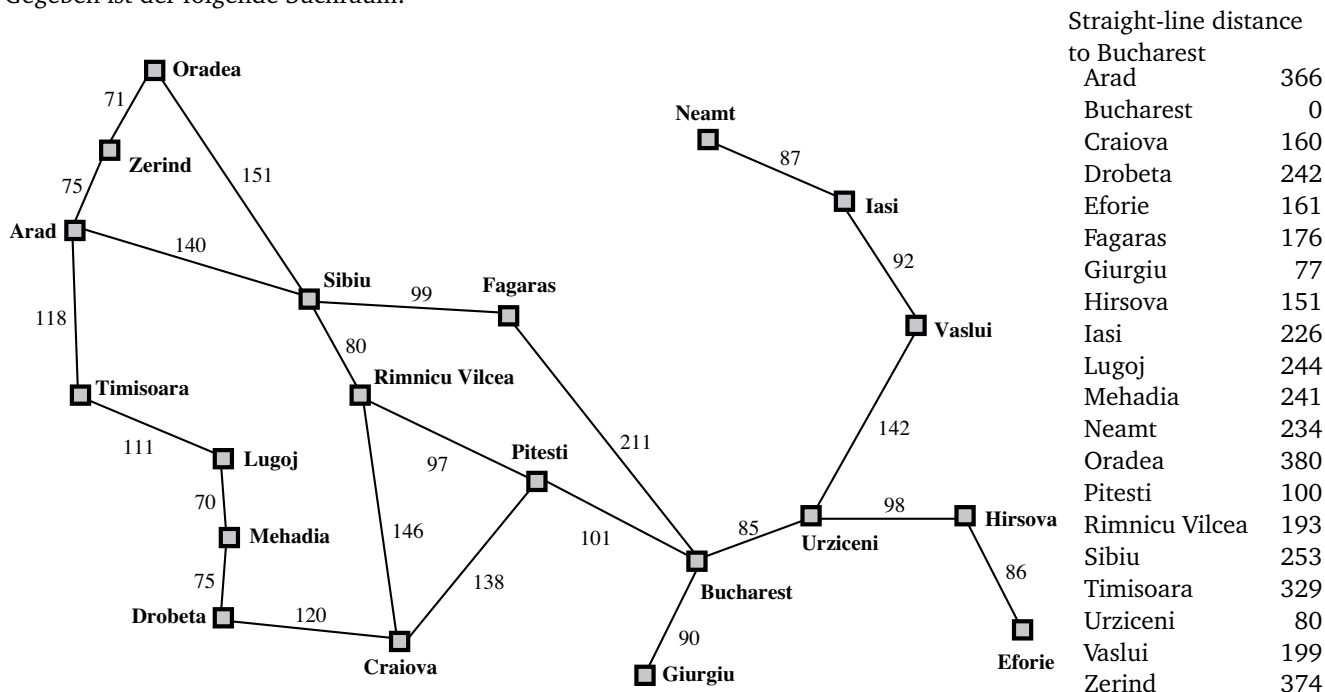 Gegeben ist der folgende Suchraum:
Straight-line distance
to Bucharest
Arad 366
Bucharest 0
Craiova 160
Drobeta 242
Eforie 161
Fagaras 176
Giurgiu 77
Hirsova 151
Iasi 226
Lugoj 244
Mehadia 241
Neamt 234
Oradea 380
Pitesti 100
Rimnicu Vilcea 193
Sibiu 253
Timisoara 329
Urziceni 80
Vaslui 199
Zerind 374
Oradea
71
Neamt
Zerind
87
151
75
Iasi
Arad
140
92
Sibiu
99
Fagaras
118
Vaslui
80
Timisoara
Rimnicu Vilcea
142
111
211
Lugoj
97
Pitesti
70
98
Hirsova
Mehadia
146
101
85
Urziceni
86
75
138
Bucharest
Drobeta
120
90
Craiova
Giurgiu
Eforie